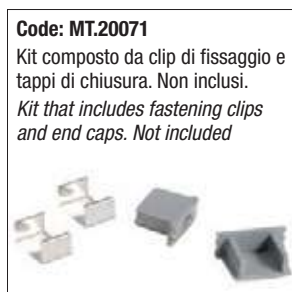 Code: MT.20071
Kit composto da clip di fissaggio e
tappi di chiusura. Non inclusi.
Kit that includes fastening clips
and end caps. Not included